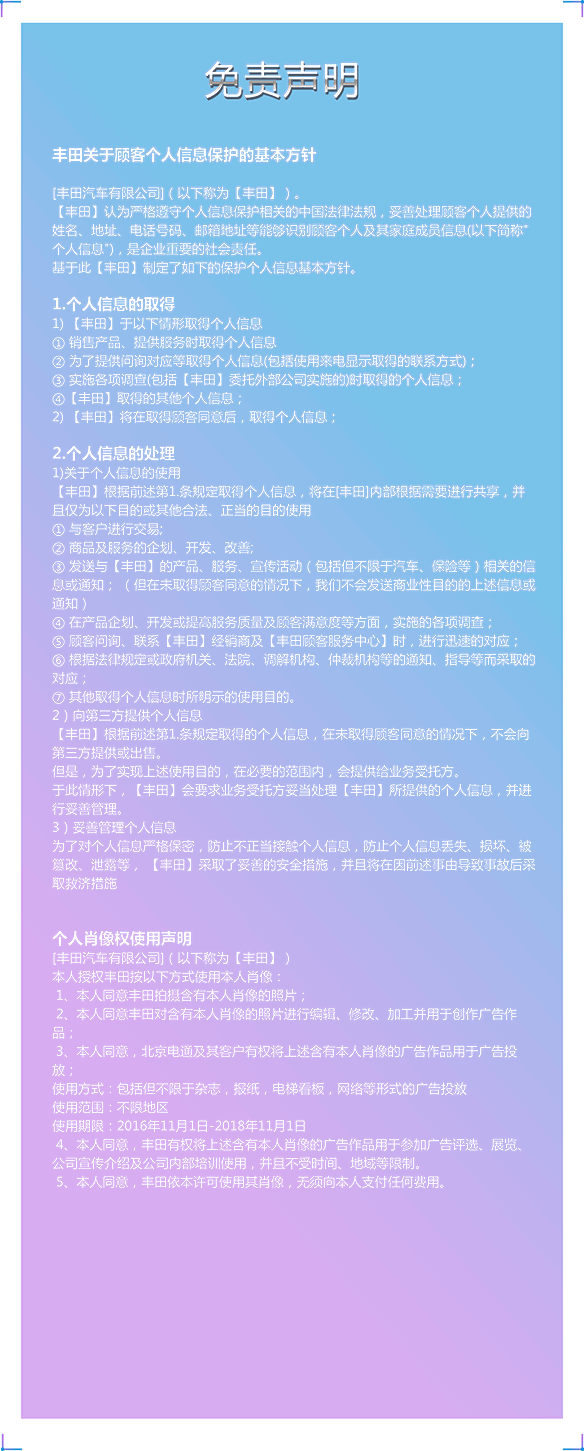 免责声明
丰田关于顾客个人信息保护的基本方针
[丰田汽车有限公司]（以下称为【丰田】）。
【丰田】认为严格遵守个人信息保护相关的中国法律法规，妥善处理顾客个人提供的
姓名、地址、电话号码、邮箱地址等能够识别顾客个人及其家庭成员信息(以下简称"
个人信息")，是企业重要的社会责任。
基于此【丰田】制定了如下的保护个人信息基本方针。
1.个人信息的取得
1) 【丰田】于以下情形取得个人信息
① 销售产品、提供服务时取得个人信息
② 为了提供问询对应等取得个人信息(包括使用来电显示取得的联系方式)；
③ 实施各项调查(包括【丰田】委托外部公司实施的)时取得的个人信息；
④【丰田】取得的其他个人信息；
2) 【丰田】将在取得顾客同意后，取得个人信息；
2.个人信息的处理
1)关于个人信息的使用
【丰田】根据前述第1.条规定取得个人信息，将在[丰田]内部根据需要进行共享，并
且仅为以下目的或其他合法、正当的目的使用
① 与客户进行交易;
② 商品及服务的企划、开发、改善;
③ 发送与【丰田】的产品、服务、宣传活动（包括但不限于汽车、保险等）相关的信
息或通知；（但在未取得顾客同意的情况下，我们不会发送商业性目的的上述信息或
通知）
④ 在产品企划、开发或提高服务质量及顾客满意度等方面，实施的各项调查；
⑤ 顾客问询、联系【丰田】经销商及【丰田顾客服务中心】时，进行迅速的对应；
⑥ 根据法律规定或政府机关、法院、调解机构、仲裁机构等的通知、指导等而采取的
对应；
⑦ 其他取得个人信息时所明示的使用目的。
2）向第三方提供个人信息
【丰田】根据前述第1.条规定取得的个人信息，在未取得顾客同意的情况下，不会向
第三方提供或出售。
但是，为了实现上述使用目的，在必要的范围内，会提供给业务受托方。
于此情形下，【丰田】会要求业务受托方妥当处理【丰田】所提供的个人信息，并进
行妥善管理。
3）妥善管理个人信息
为了对个人信息严格保密，防止不正当接触个人信息，防止个人信息丢失、损坏、被
篡改、泄露等，【丰田】采取了妥善的安全措施，并且将在因前述事由导致事故后采
取救济措施
个人肖像权使用声明
[丰田汽车有限公司]（以下称为【丰田】）
本人授权丰田按以下方式使用本人肖像：
1、本人同意丰田拍摄含有本人肖像的照片；
2、本人同意丰田对含有本人肖像的照片进行编辑、修改、加工并用于创作广告作
品；
3、本人同意，北京电通及其客户有权将上述含有本人肖像的广告作品用于广告投
放；
使用方式：包括但不限于杂志，报纸，电梯看板，网络等形式的广告投放
使用范围：不限地区
使用期限：2016年11月1日-2018年11月1日
4、本人同意，丰田有权将上述含有本人肖像的广告作品用于参加广告评选、展览、
公司宣传介绍及公司内部培训使用，并且不受时间、地域等限制。
5、本人同意，丰田依本许可使用其肖像，无须向本人支付任何费用。